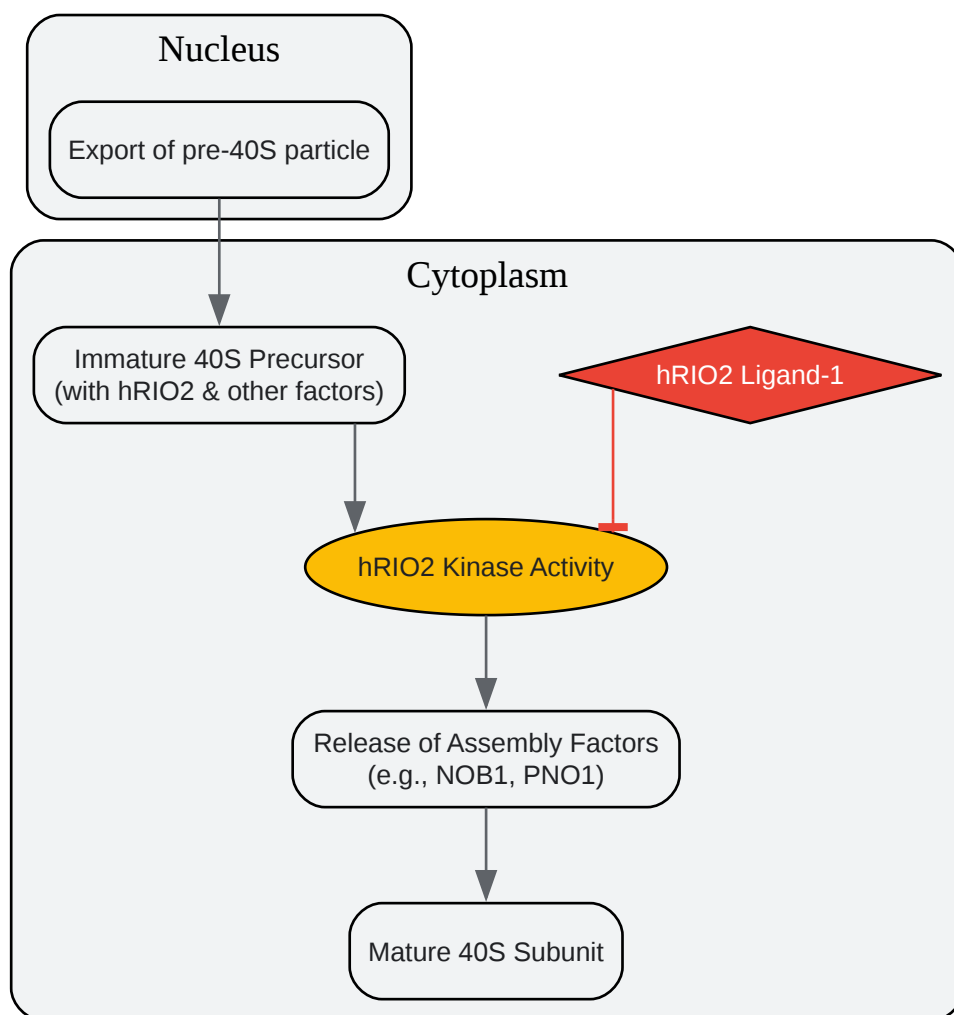 Nucleus
Export of pre-40S particle
Cytoplasm
Immature 40S Precursor
(with hRIO2 & other factors)
hRIO2 Ligand-1
hRIO2 Kinase Activity
Release of Assembly Factors
(e.g., NOB1, PNO1)
Mature 40S Subunit